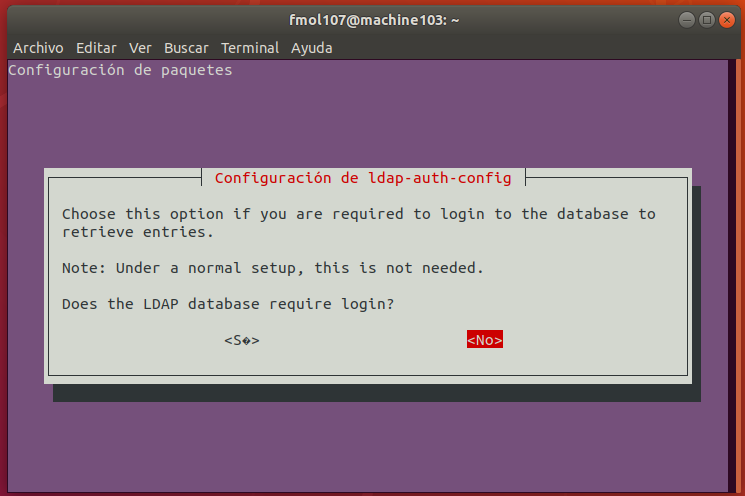 fmol107@machine103: ~
Archivo Editar Ver Buscar Terminal Ayuda
Configuración de paquetes
Configuración de ldap-auth-config
Choose this option if you are required to login to the database to
retrieve entries.
Note: Under a normal setup, this is not needed.
Does the LDAP database require login?
<S�> <No>